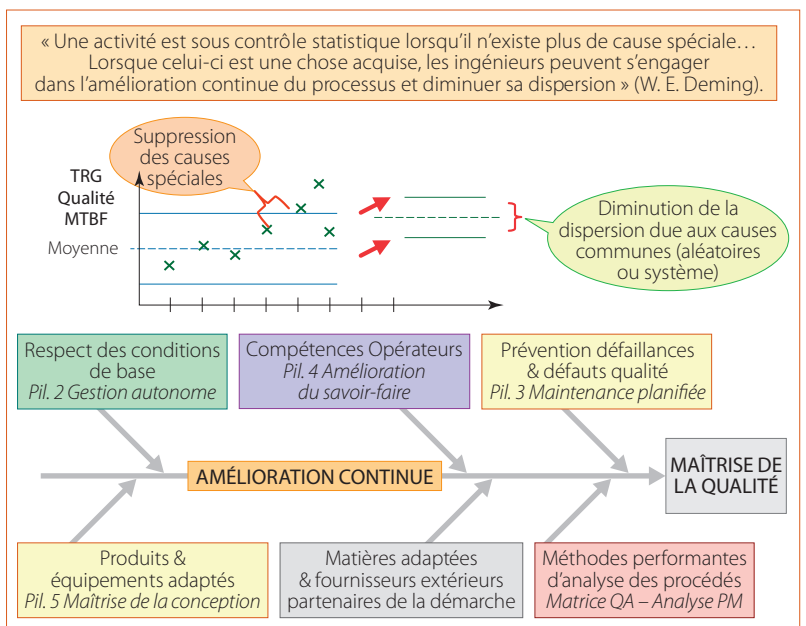 « Une activité est sous contrôle statistique lorsqu'il n'existe plus de cause spéciale…
Lorsque celui-ci est une chose acquise, les ingénieurs peuvent s'engager
dans l'amélioration continue du processus et diminuer sa dispersion » (W. E. Deming).
Suppression
des causes
spéciales
TRG
Qualité
MTBF
Moyenne
Diminution de la
dispersion due aux causes
communes (aléatoires
ou système)
Respect des conditions
de base
Pil. 2 Gestion autonome
Compétences Opérateurs
Pil. 4 Amélioration
du savoir-faire
Prévention défaillances
& défauts qualité
Pil. 3 Maintenance planifiée
AMÉLIORATION CONTINUE
MAÎTRISE DE
LA QUALITÉ
Produits &
équipements adaptés
Pil. 5 Maîtrise de la conception
Matières adaptées
& fournisseurs extérieurs
partenaires de la démarche
Méthodes performantes
d'analyse des procédés
Matrice QA – Analyse PM